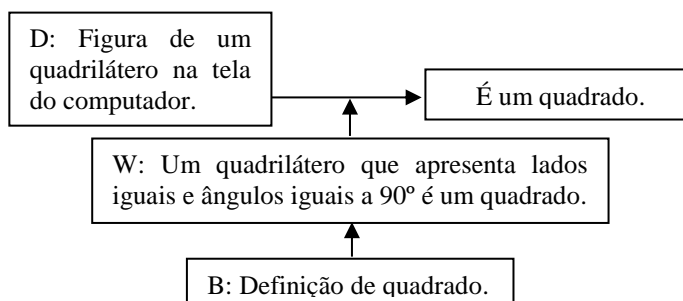 D: Figura de um
quadrilátero na tela
do computador.
É um quadrado.
W: Um quadrilátero que apresenta lados
iguais e ângulos iguais a 90º é um quadrado.
B: Definição de quadrado.